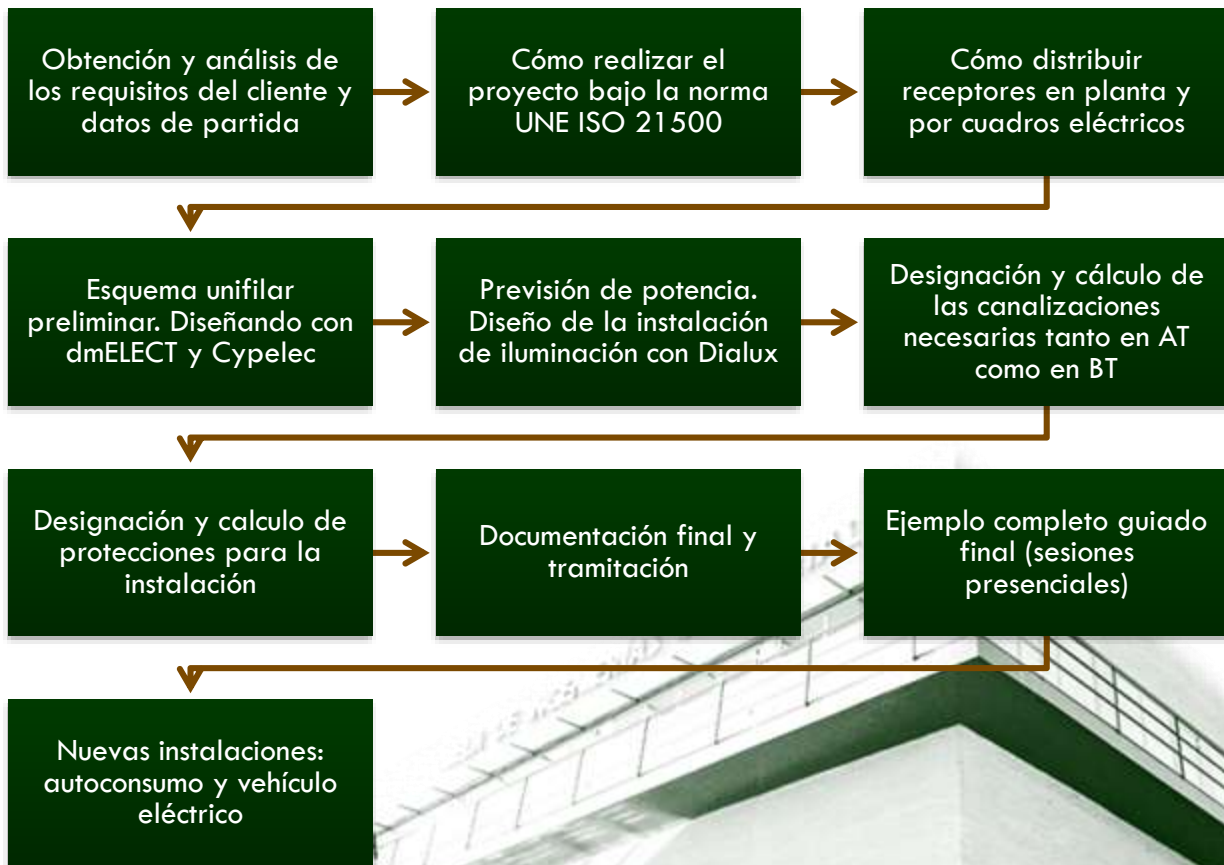 Obtención y análisis de
los requisitos del cliente y
datos de partida
Cómo realizar el
proyecto bajo la norma
UNE ISO 21500
Cómo distribuir
receptores en planta y
por cuadros eléctricos
Esquema unifilar
preliminar. Diseñando con
dmELECT y Cypelec
Previsión de potencia.
Diseño de la instalación
de iluminación con Dialux
Designación y cálculo de
las canalizaciones
necesarias tanto en AT
como en BT
Designación y calculo de
protecciones para la
instalación
Documentación final y
tramitación
Ejemplo completo guiado
final (sesiones
presenciales)
Nuevas instalaciones:
autoconsumo y vehículo
eléctrico